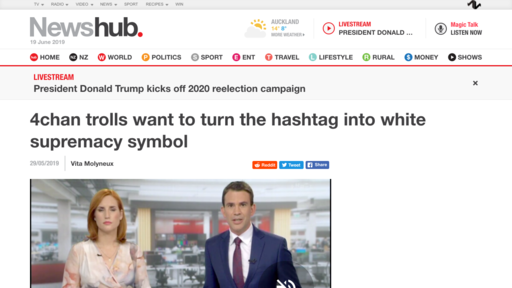 TV RADIO VIDEO NEWS SPORT RECIPES WIN
Newshub.
19 June 2019
AUCKLAND
14° 8°
MORE WEATHER
LIVESTREAM
PRESIDENT DONALD ...
Magic Talk
LISTEN NOW
HOME NZ NZ W WORLD P POLITICS S SPORT E ENT T TRAVEL L LIFESTYLE R RURAL $ MONEY SHOWS
LIVESTREAM
President Donald Trump kicks off 2020 reelection campaign
×
4chan trolls want to turn the hashtag into white
supremacy symbol
29/05/2019 Vita Molyneux
Reddit Tweet Share